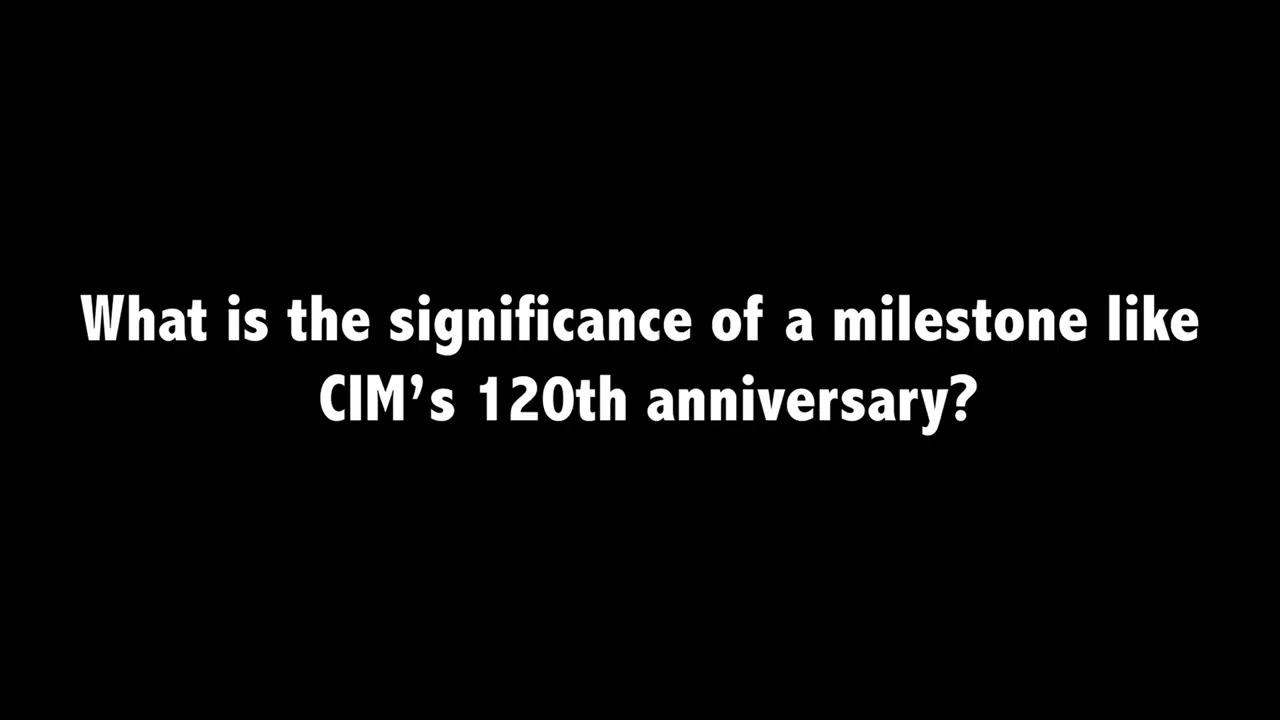 What is the significance of a milestone like
CIM’s 120th anniversary?